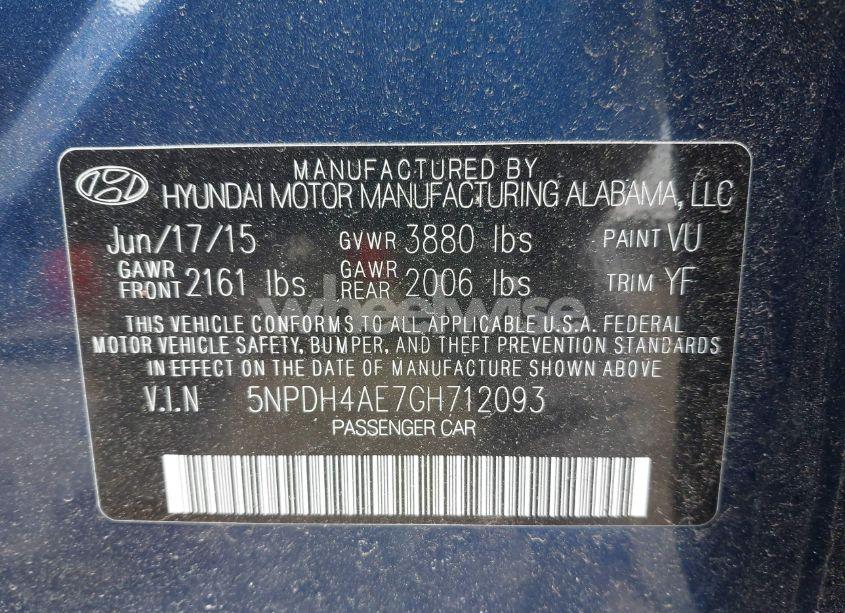 MANUFACTURED BY
HYUNDAI MOTOR MANUFACTURING ALABAMA, LLC
Jun/17/15 GVWR 3880 lbs PAINT VU
GAWR FRONT 2161 lbs GAWR REAR 2006 lbs TRIM YF
wheelwise
THIS VEHICLE CONFORMS TO ALL APPLICABLE U.S.A. FEDERAL
MOTOR VEHICLE SAFETY, BUMPER, AND THEFT PREVENTION STANDARDS
IN EFFECT ON THE DATE OF MANUFACTURE SHOWN ABOVE
V.I.N 5NPDH4AE7GH712093
PASSENGER CAR